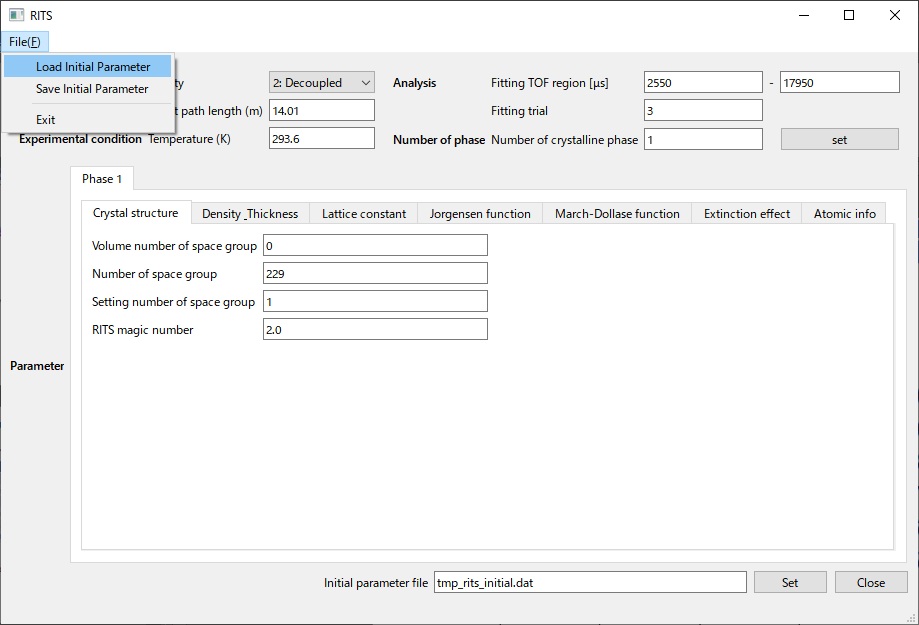 RITS
File(F)
Load Initial Parameter
Save Initial Parameter
Exit
2: Decoupled
Analysis Fitting TOF region [µs] 2550 - 17950
path length (m) 14.01 Fitting trial 3
Experimental condition Temperature (K) 293.6 Number of phase Number of crystalline phase 1 set
Phase 1
Crystal structure Density_Thickness Lattice constant Jorgensen function March-Dollase function Extinction effect Atomic info
Volume number of space group 0
Number of space group 229
Setting number of space group 1
RITS magic number 2.0
Parameter
Initial parameter file tmp_rits_initial.dat Set Close